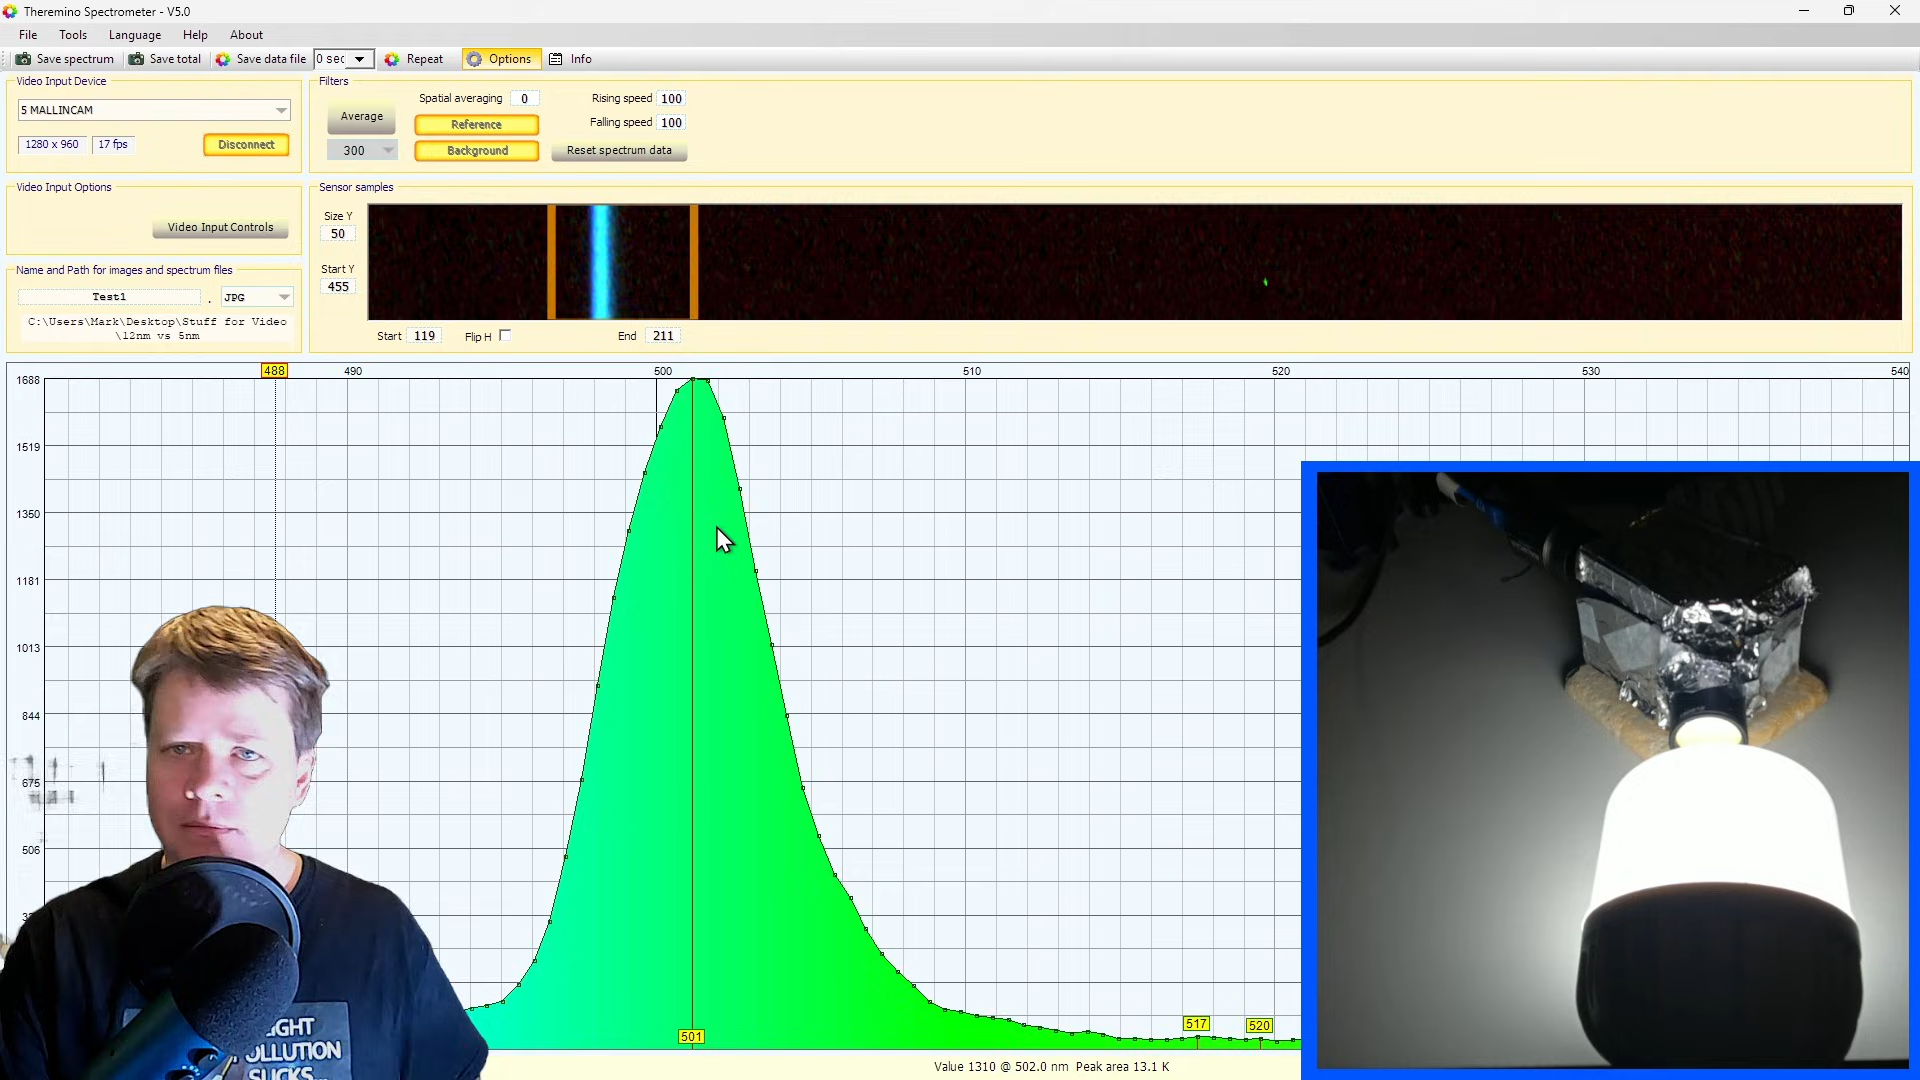 Theremino Spectrometer - V5.0
File Tools Language Help About
Save spectrum Save total Save data file 0 sec Repeat Options Info
Video Input Device
5 MALLINCAM
1280 x 960 17 fps Disconnect
Video Input Options
Video Input Controls
Name and Path for images and spectrum files
Test1 . JPG
C:\Users\Mark\Desktop\Stuff for Video
\12nm vs 5nm
Filters
Average
300
Spatial averaging 0
Reference
Background
Rising speed 100
Falling speed 100
Reset spectrum data
Sensor samples
Size Y
50
Start Y
455
Start 119 Flip H End 211
488 490 500 510 520 530 540
1688
1519
1350
1181
1013
844
675
506
501
517
520
Value 1310 @ 502.0 nm Peak area 13.1 K
SUCKS...